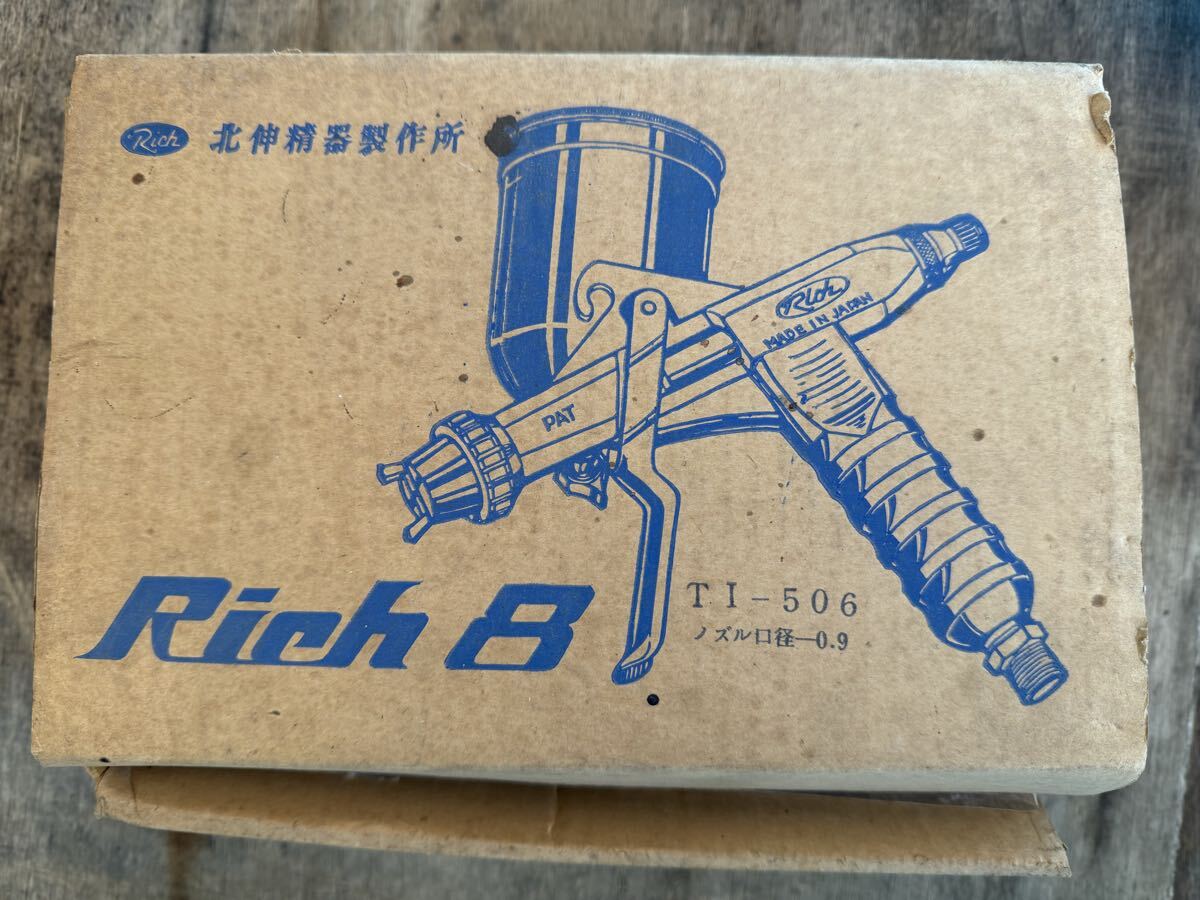 Rich 北伸精器製作所
Rich
MADE IN JAPAN
PAT
Rich 8
TI-506
ノズル口径—0.9